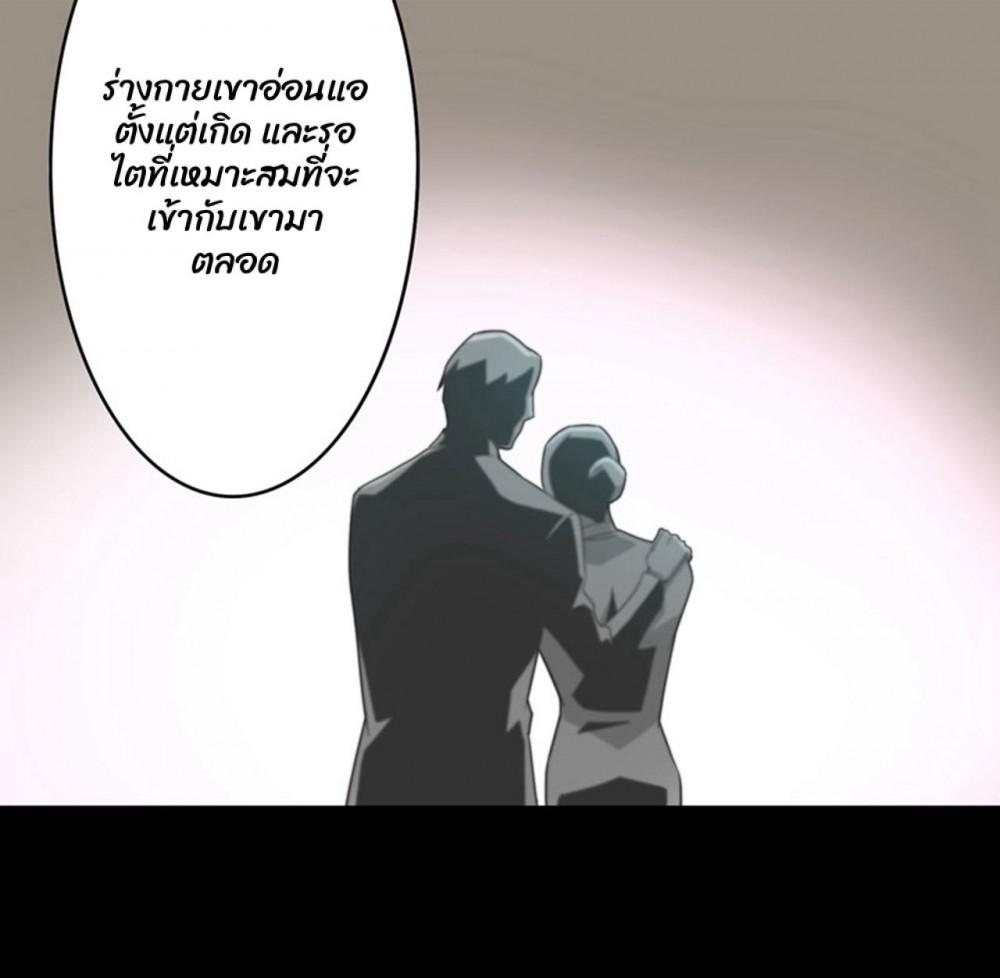 ร่างกายเขาอ่อนแอ
ตั้งแต่เกิด และรอ
ไตที่เหมาะสมที่จะ
เข้ากับเขามา
ตลอด